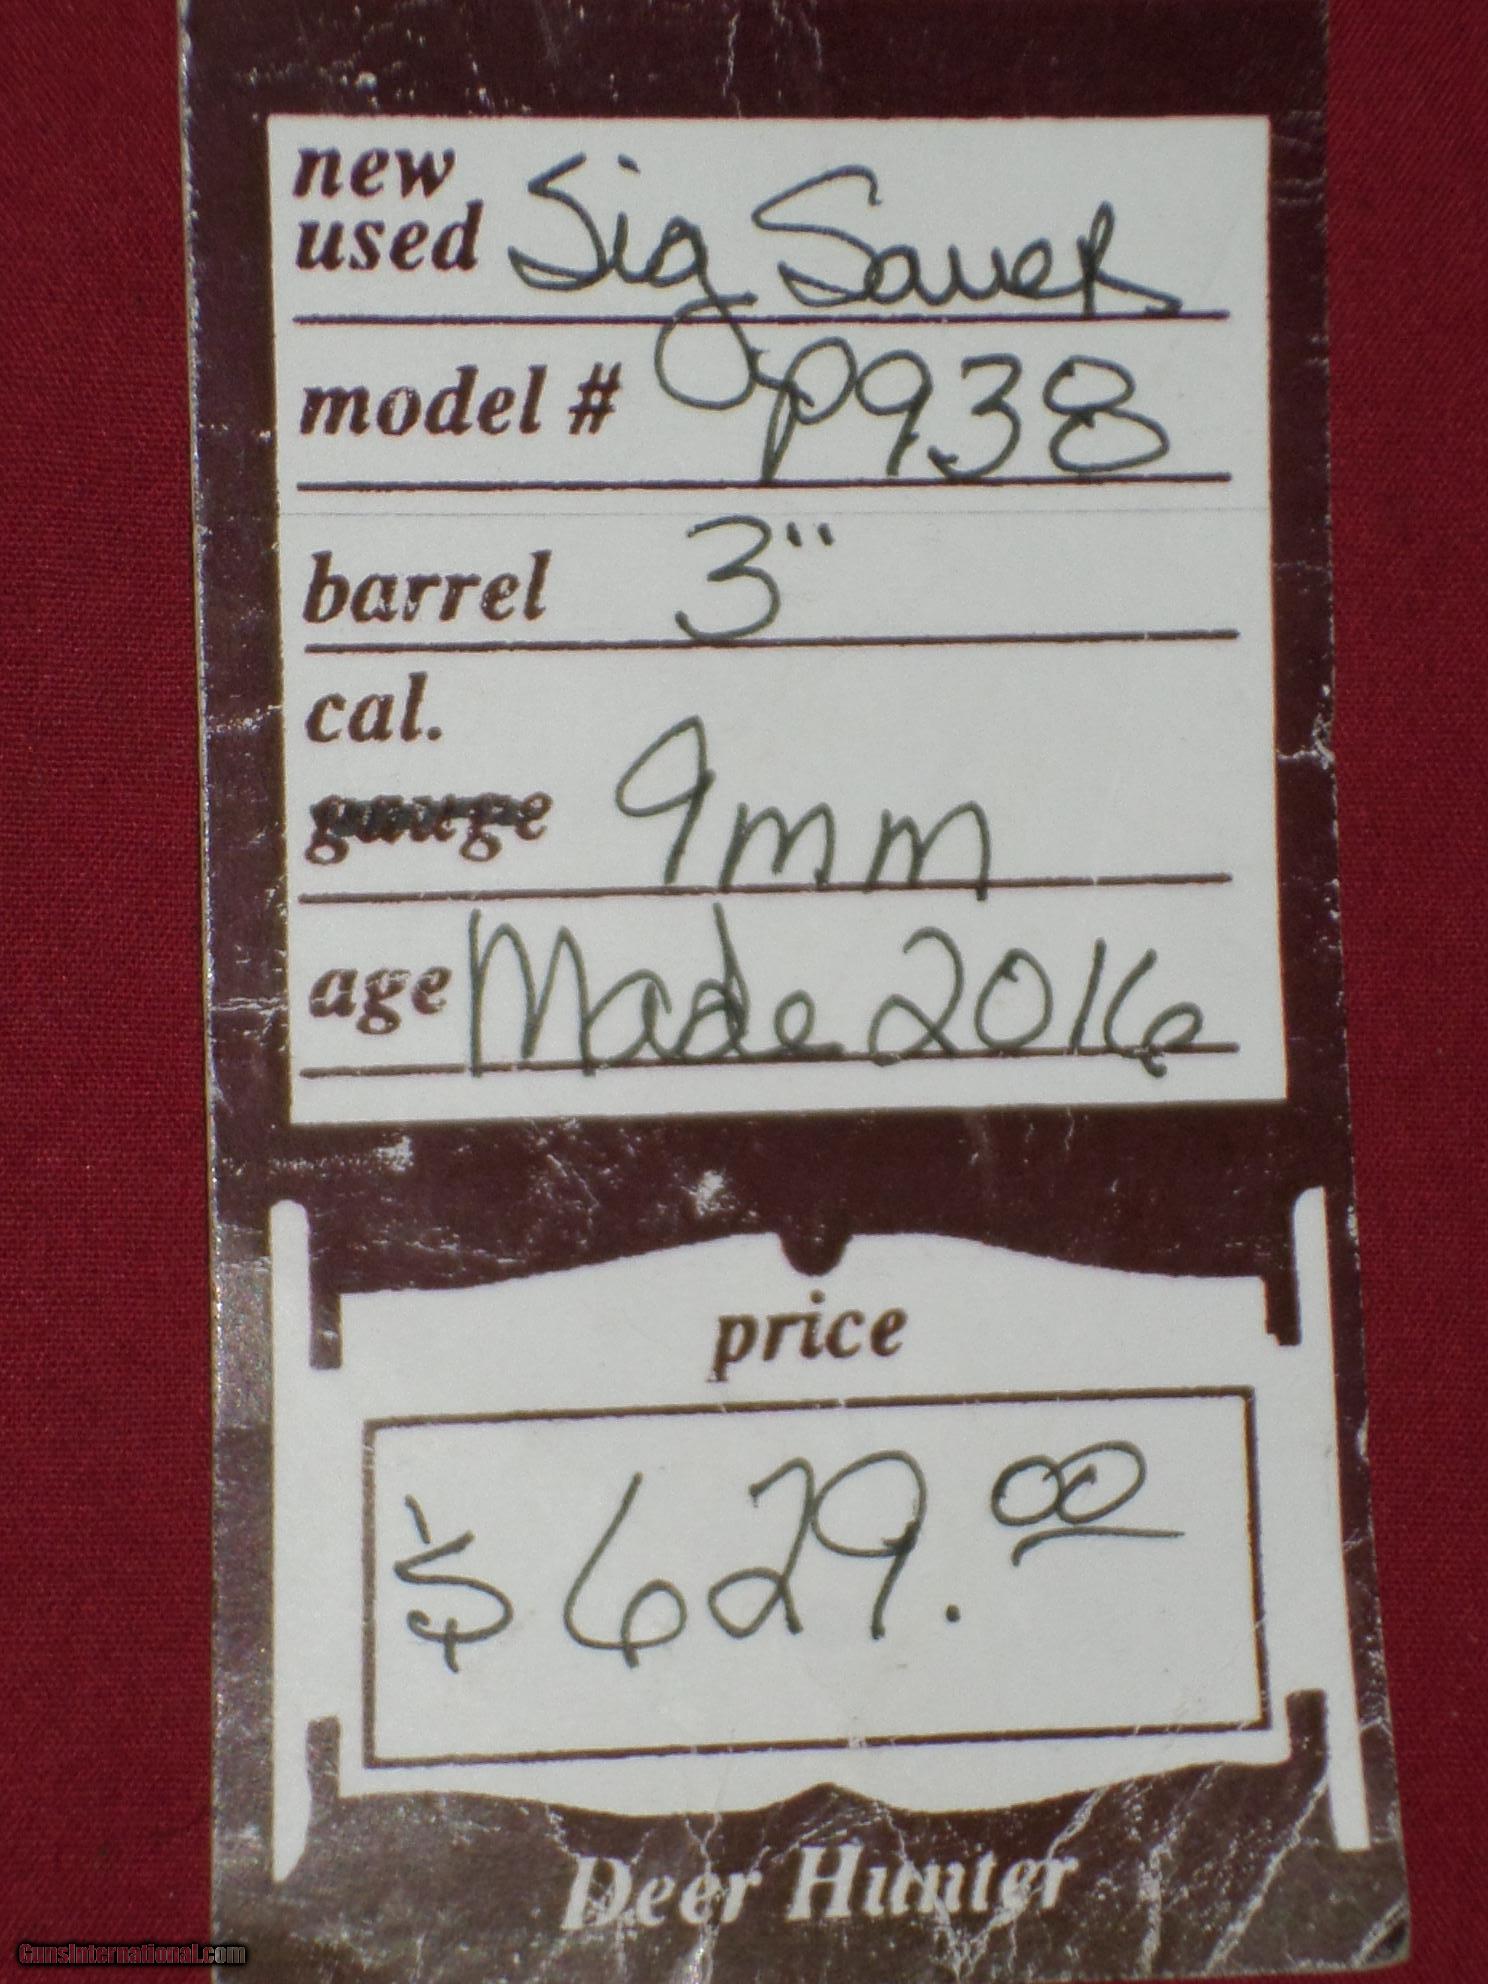 new
used Sig Sauer
model # p938
barrel 3"
cal.
gauge 9mm
age Made 2016
price
$629.00
Deer Hunter
GunsInternational.com